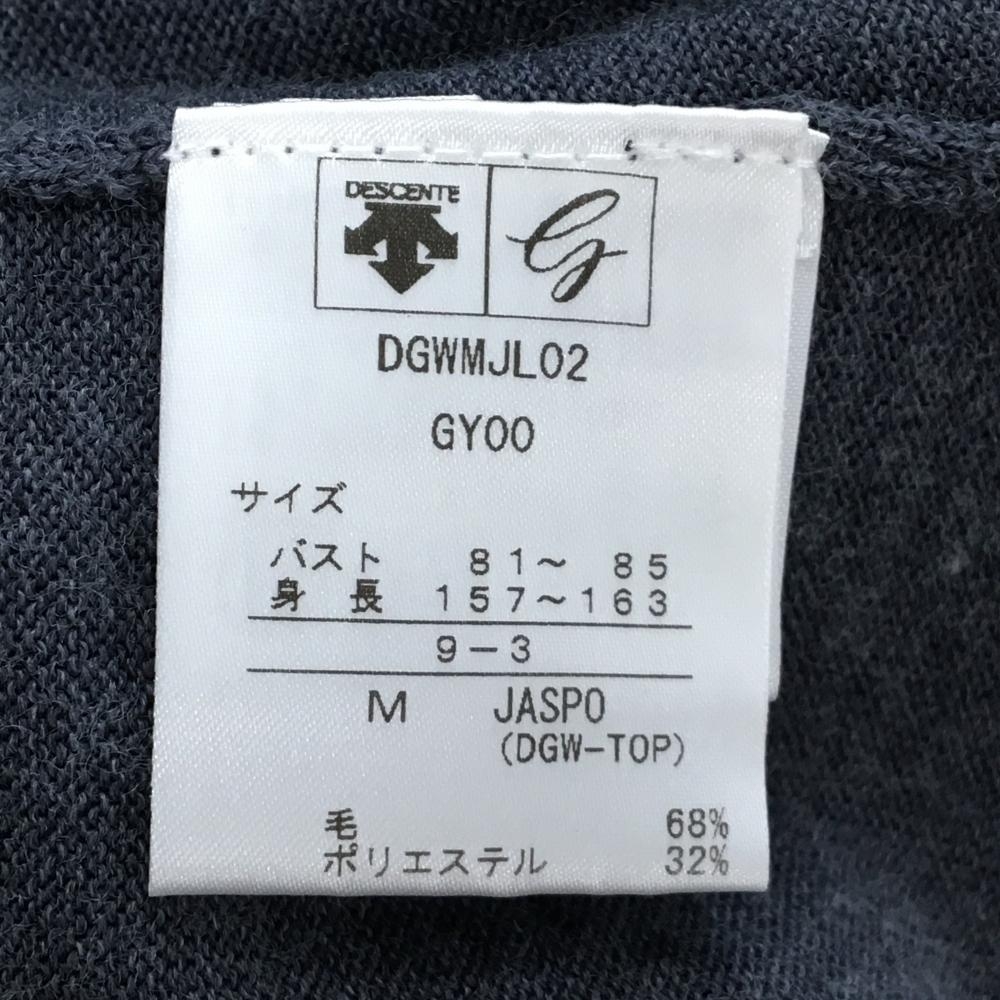 DESCENTE G
DGWMJL02
GY00
サイズ
バスト 81〜 85
身 長 157〜163
9-3
M JASPO
(DGW-TOP)
毛 68%
ポリエステル 32%